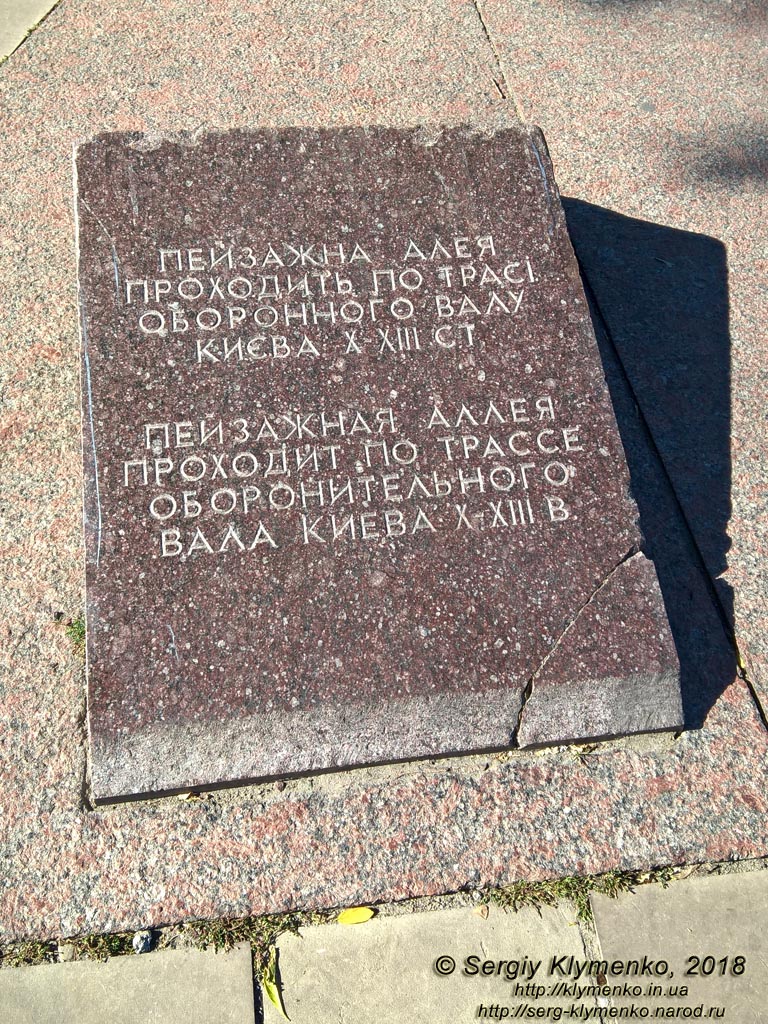 ПЕЙЗАЖНА АЛЕЯ
ПРОХОДИТЬ ПО ТРАСІ
ОБОРОННОГО ВАЛУ
КИЄВА X-XIII СТ
ПЕЙЗАЖНАЯ АЛЛЕЯ
ПРОХОДИТ ПО ТРАССЕ
ОБОРОНИТЕЛЬНОГО
ВАЛА КИЕВА X-XIII В
© Sergiy Klymenko, 2018
http://klymenko.in.ua
http://serg-klymenko.narod.ru